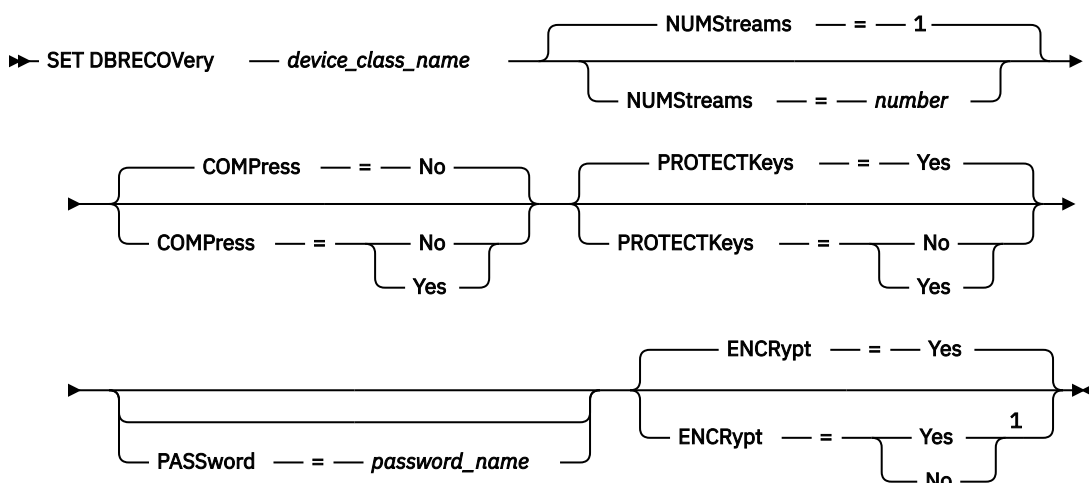 NUMStreams = 1
SET DBRECOVery device_class_name
NUMStreams = number
COMPress = No
PROTECTKeys = Yes
COMPress = No
PROTECTKeys = No
Yes
Yes
ENCRypt = Yes
1
ENCRypt = Yes
PASSword = password_name
No